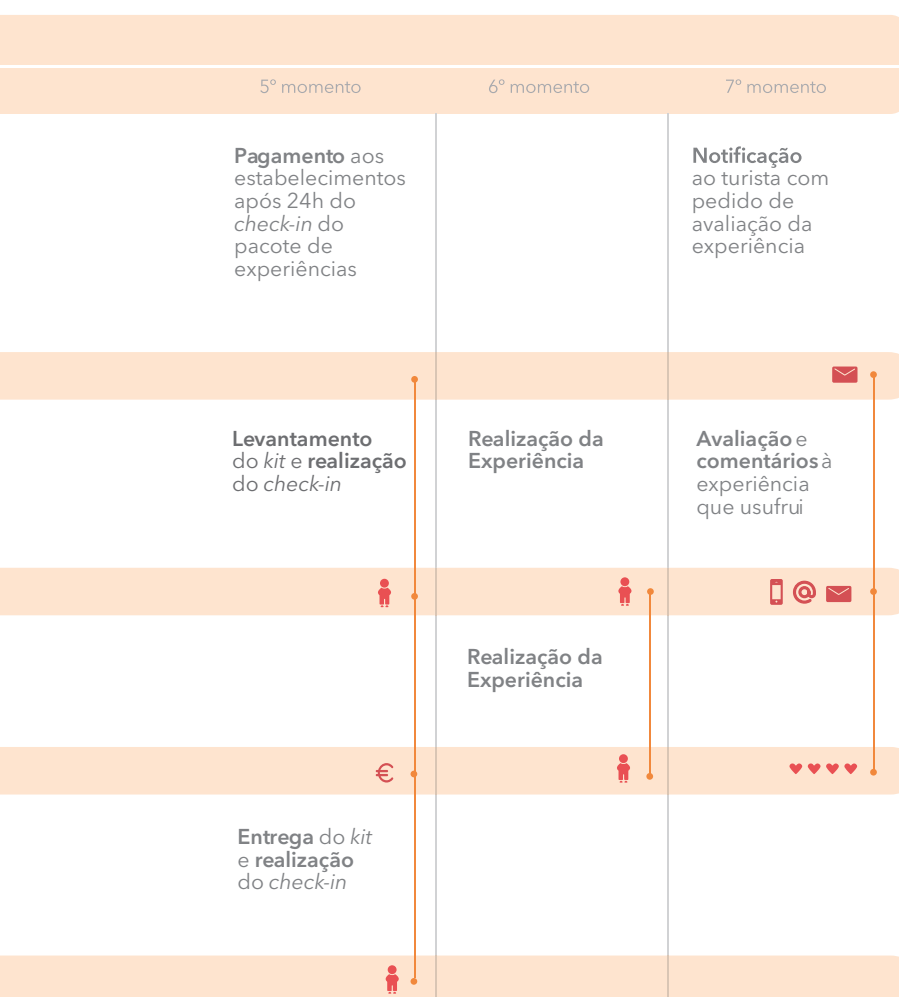 5º momento
6º momento
7º momento
Pagamento aos
estabelecimentos
após 24h do
check-in do
pacote de
experiências
Notificação
ao turista com
pedido de
avaliação da
experiência
Levantamento
do kit e realização
do check-in
Realização da
Experiência
Avaliação e
comentários à
experiência
que usufrui
Realização da
Experiência
€
Entrega do kit
e realização
do check-in